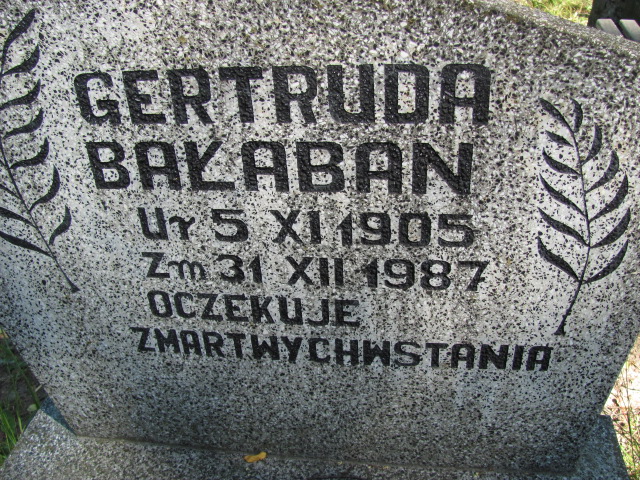 GERTRUDA
BAŁABAN
Ur 5 XI 1905
Zm 31 XII 1987
OCZEKUJE
ZMARTWYCHWSTANIA